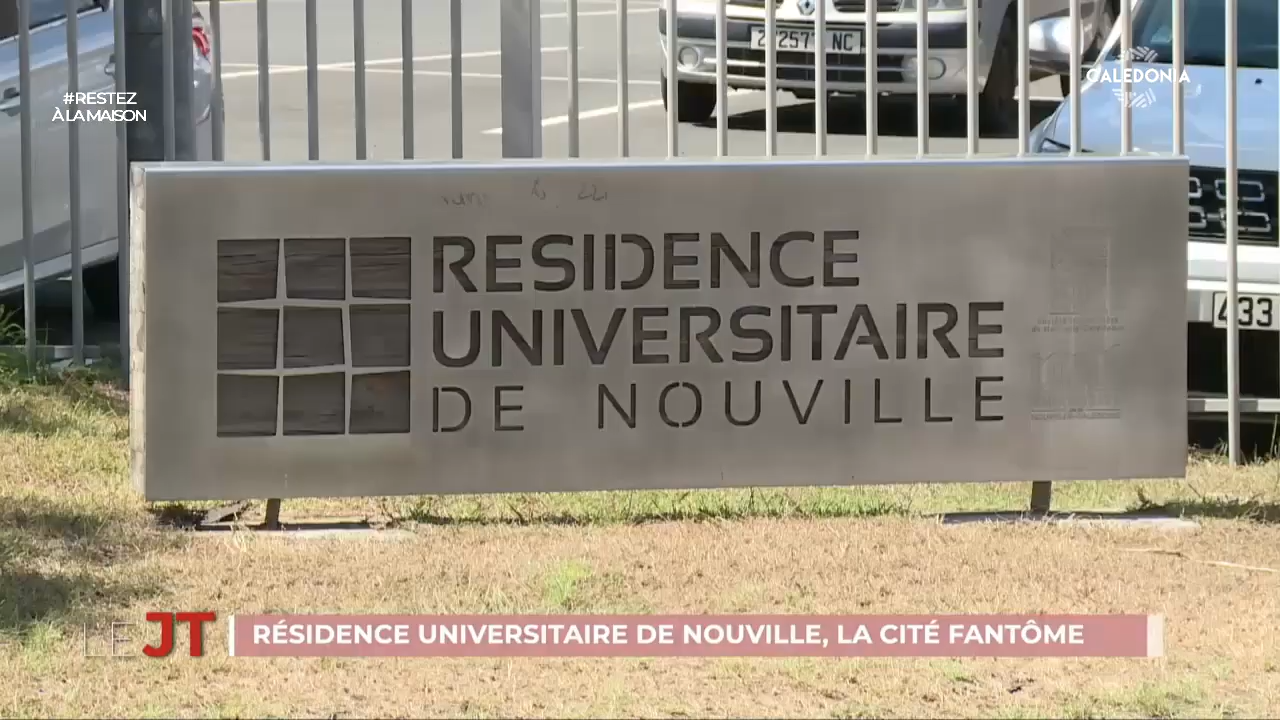 #RESTEZ
À LA MAISON
CALEDONIA
NC
433
RESIDENCE
UNIVERSITAIRE
DE NOUVILLE
LE JT
RÉSIDENCE UNIVERSITAIRE DE NOUVILLE, LA CITÉ FANTÔME